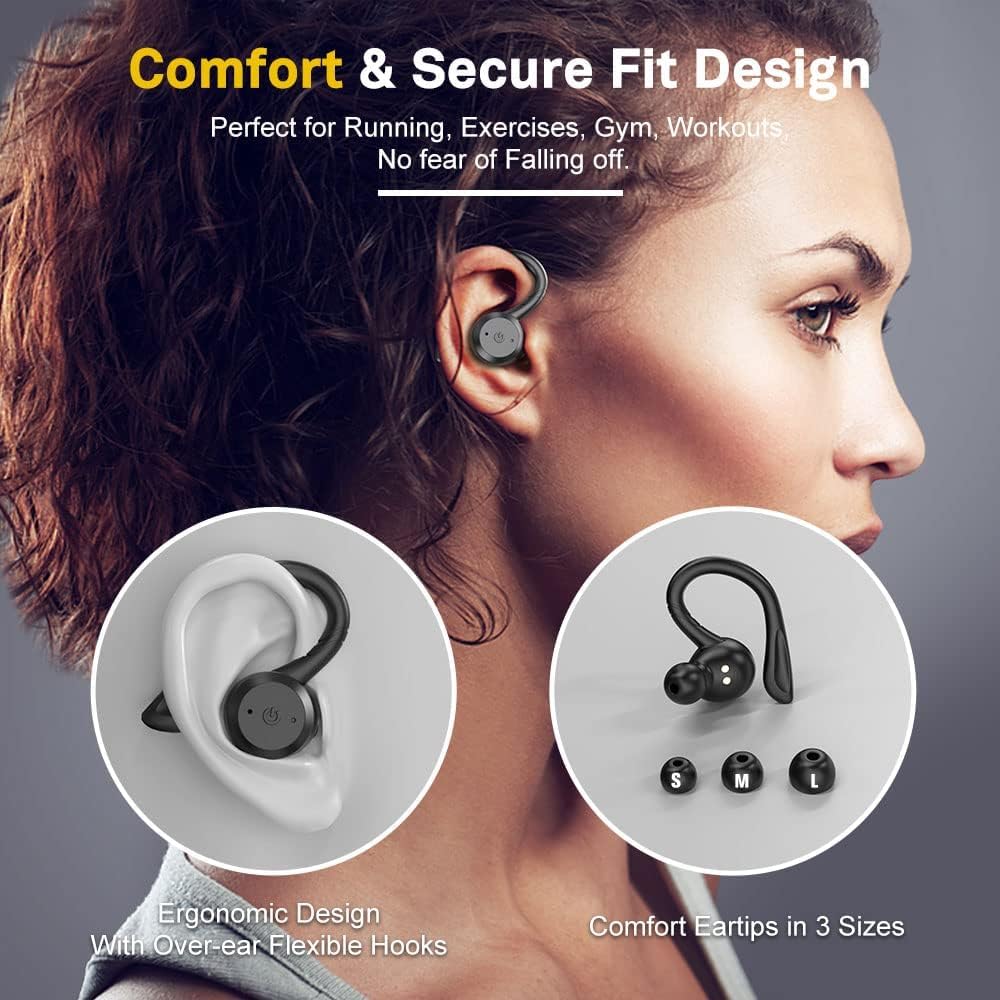 Comfort & Secure Fit Design
Perfect for Running, Exercises, Gym, Workouts,
No fear of Falling off.
S M L
Ergonomic Design
With Over-ear Flexible Hooks
Comfort Eartips in 3 Sizes